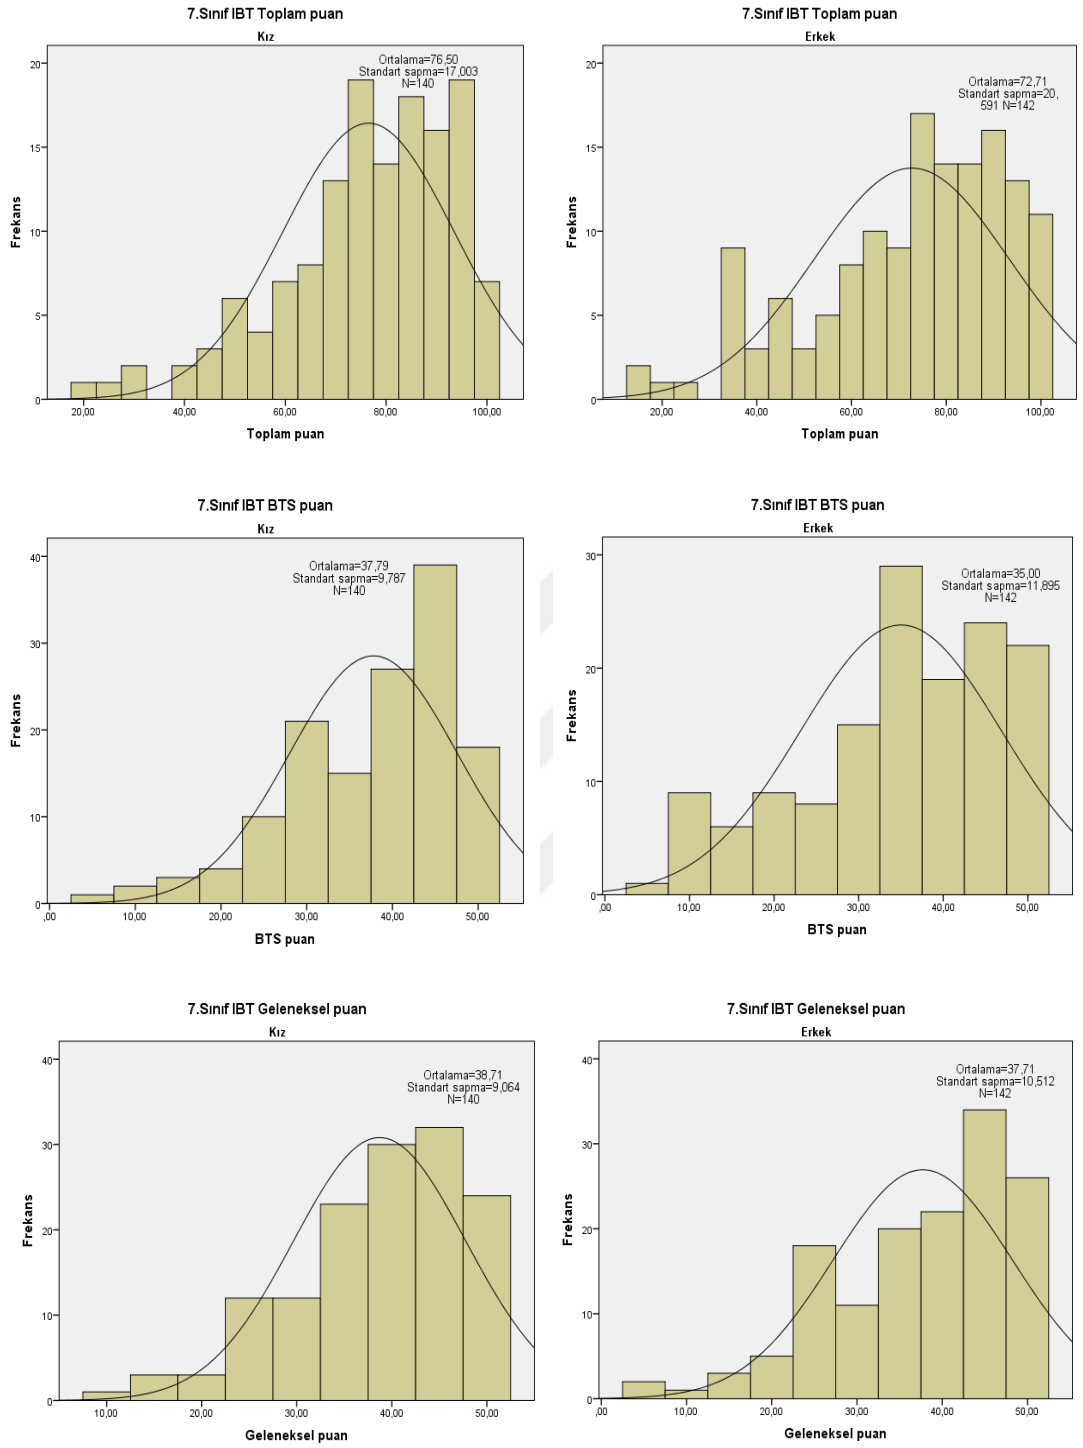 7.Sınıf IBT Toplam puan
Kız
Ortalama=76,50
Standart sapma=17,003
N=140
20
15
10
5
0
Frekans
20,00 40,00 60,00 80,00 100,00
Toplam puan
7.Sınıf IBT Toplam puan
Erkek
Ortalama=72,71
Standart sapma=20,
591 N=142
20
15
10
5
0
Frekans
20,00 40,00 60,00 80,00 100,00
Toplam puan
7.Sınıf IBT BTS puan
Kız
Ortalama=37,79
Standart sapma=9,787
N=140
40
30
20
10
0
Frekans
,00 10,00 20,00 30,00 40,00 50,00
BTS puan
7.Sınıf IBT BTS puan
Erkek
Ortalama=35,00
Standart sapma=11,895
N=142
30
20
10
0
Frekans
,00 10,00 20,00 30,00 40,00 50,00
BTS puan
7.Sınıf IBT Geleneksel puan
Kız
Ortalama=38,71
Standart sapma=9,064
N=140
40
30
20
10
0
Frekans
10,00 20,00 30,00 40,00 50,00
Geleneksel puan
7.Sınıf IBT Geleneksel puan
Erkek
Ortalama=37,71
Standart sapma=10,512
N=142
40
30
20
10
0
Frekans
,00 10,00 20,00 30,00 40,00 50,00
Geleneksel puan